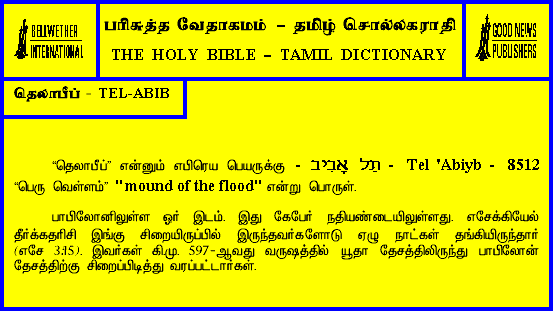 BELLWETHER
INTERNATIONAL
பரிசுத்த வேதாகமம் – தமிழ் சொல்லகராதி
THE HOLY BIBLE – TAMIL DICTIONARY
GOOD NEWS
PUBLISHERS
தெலாபீப் - TEL-ABIB
“தெலாபீப்” என்னும் எபிரெய பெயருக்கு - תֵּל אָבִיב - Tel 'Abiyb - 8512
“பெரு வெள்ளம்” "mound of the flood" என்று பொருள்.
பாபிலோனிலுள்ள ஓர் இடம். இது கேபேர் நதியண்டையிலுள்ளது. எசேக்கியேல்
தீர்க்கதரிசி இங்கு சிறையிருப்பில் இருந்தவர்களோடு ஏழு நாட்கள் தங்கியிருந்தார்
(எசே 3:15). இவர்கள் கி.மு. 597-ஆவது வருஷத்தில் யூதா தேசத்திலிருந்து பாபிலோன்
தேசத்திற்கு சிறைப்பிடித்து வரப்பட்டார்கள்.